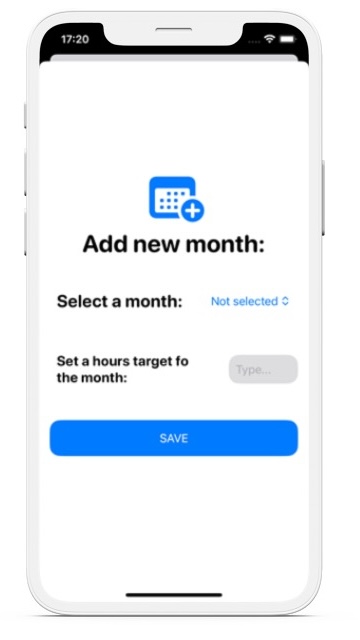 17:20
Add new month:
Select a month: Not selected
Set a hours target fo
the month:
Type...
SAVE